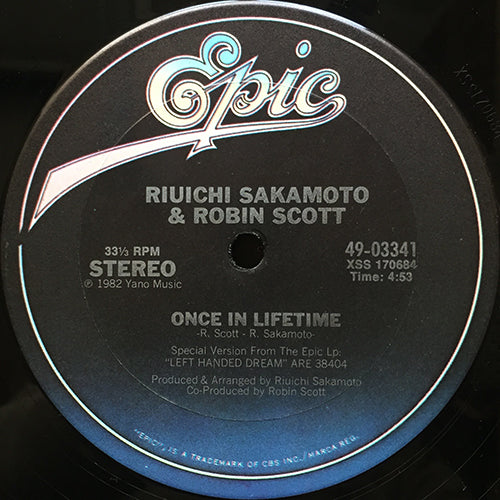 Epic
RIUICHI SAKAMOTO
& ROBIN SCOTT
33⅓ RPM
STEREO
℗ 1982 Yano Music
49-03341
XSS 170684
Time: 4:53
ONCE IN LIFETIME
-R. Scott - R. Sakamoto-
Special Version From The Epic Lp:
"LEFT HANDED DREAM" ARE 38404
Produced & Arranged by Riuichi Sakamoto
Co-Produced by Robin Scott
"EPIC", IS A TRADEMARK OF CBS INC./MARCA REG.